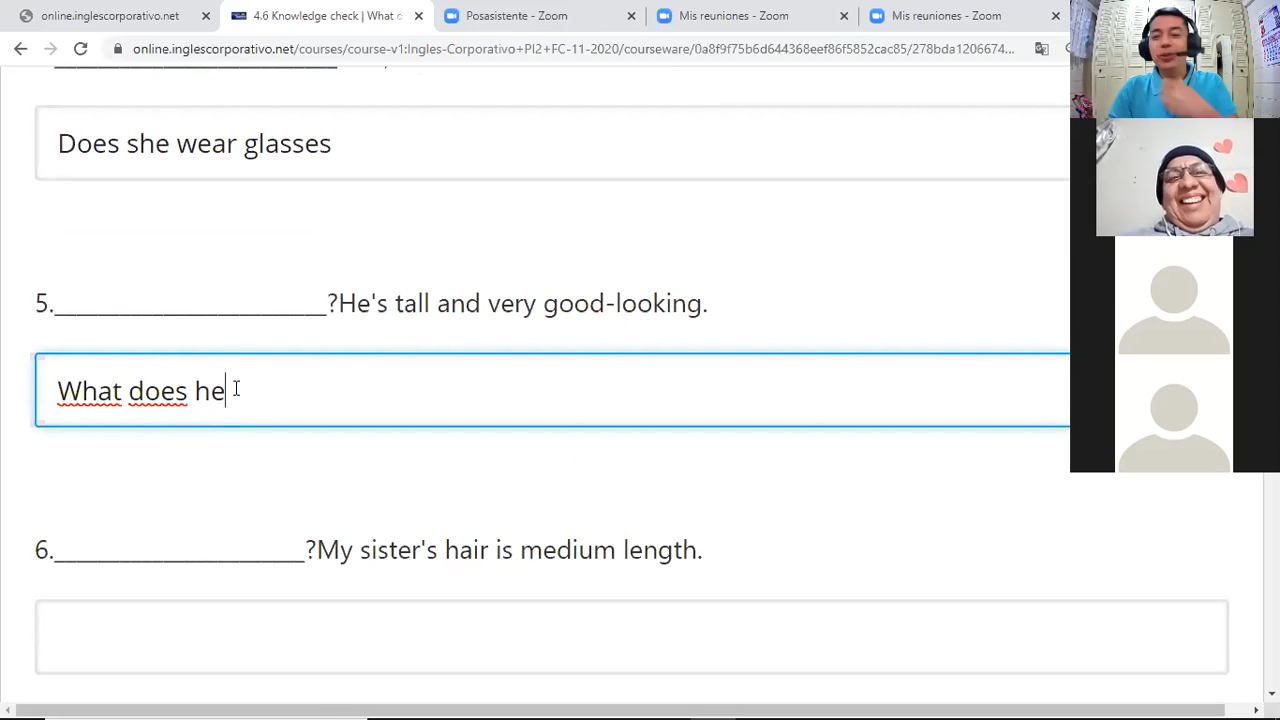 online.inglescorporativo.net
4.6 Knowledge check | What c
Persistente - Zoom
Mis reuniones - Zoom
Mis reuniones - Zoom
online.inglescorporativo.net/courses/course-v1:Ingles-Corporativo+PI2+FC-11-2020/courseware/0a8f9f7516d644368eef86b852cac87/278bda1206674...
Does she wear glasses
5.______________________?He's tall and very good-looking.
What does he
6.____________________?My sister's hair is medium length.